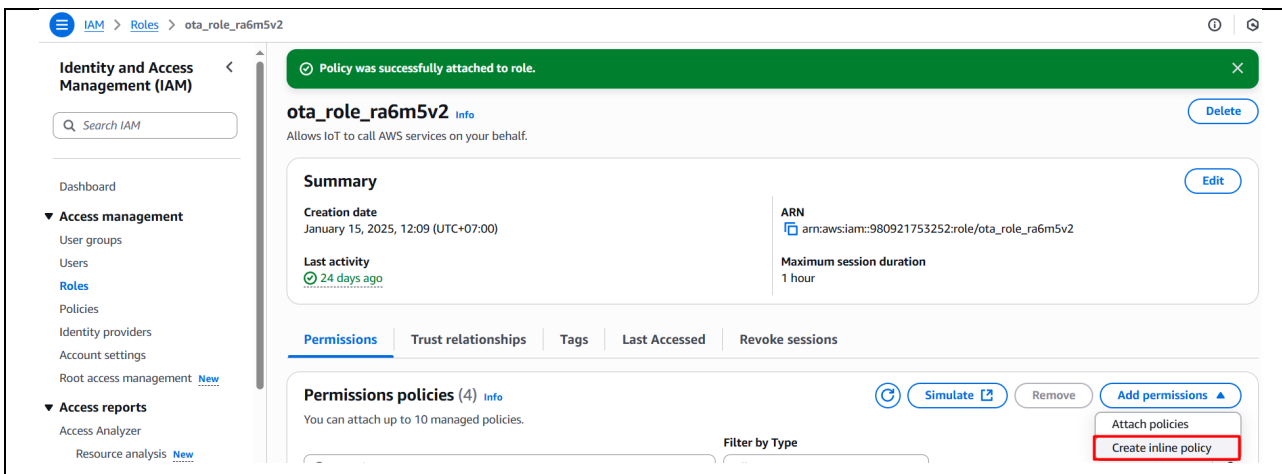 IAM > Roles > ota_role_ra6m5v2
Identity and Access Management (IAM)
Search IAM
Dashboard
Access management
User groups
Users
Roles
Policies
Identity providers
Account settings
Root access management New
Access reports
Access Analyzer
Resource analysis New
Policy was successfully attached to role.
ota_role_ra6m5v2 Info
Delete
Allows IoT to call AWS services on your behalf.
Summary
Edit
Creation date
January 15, 2025, 12:09 (UTC+07:00)
ARN
arn:aws:iam::980921753252:role/ota_role_ra6m5v2
Last activity
24 days ago
Maximum session duration
1 hour
Permissions
Trust relationships
Tags
Last Accessed
Revoke sessions
Permissions policies (4) Info
Simulate
Remove
Add permissions
You can attach up to 10 managed policies.
Attach policies
Create inline policy
Filter by Type